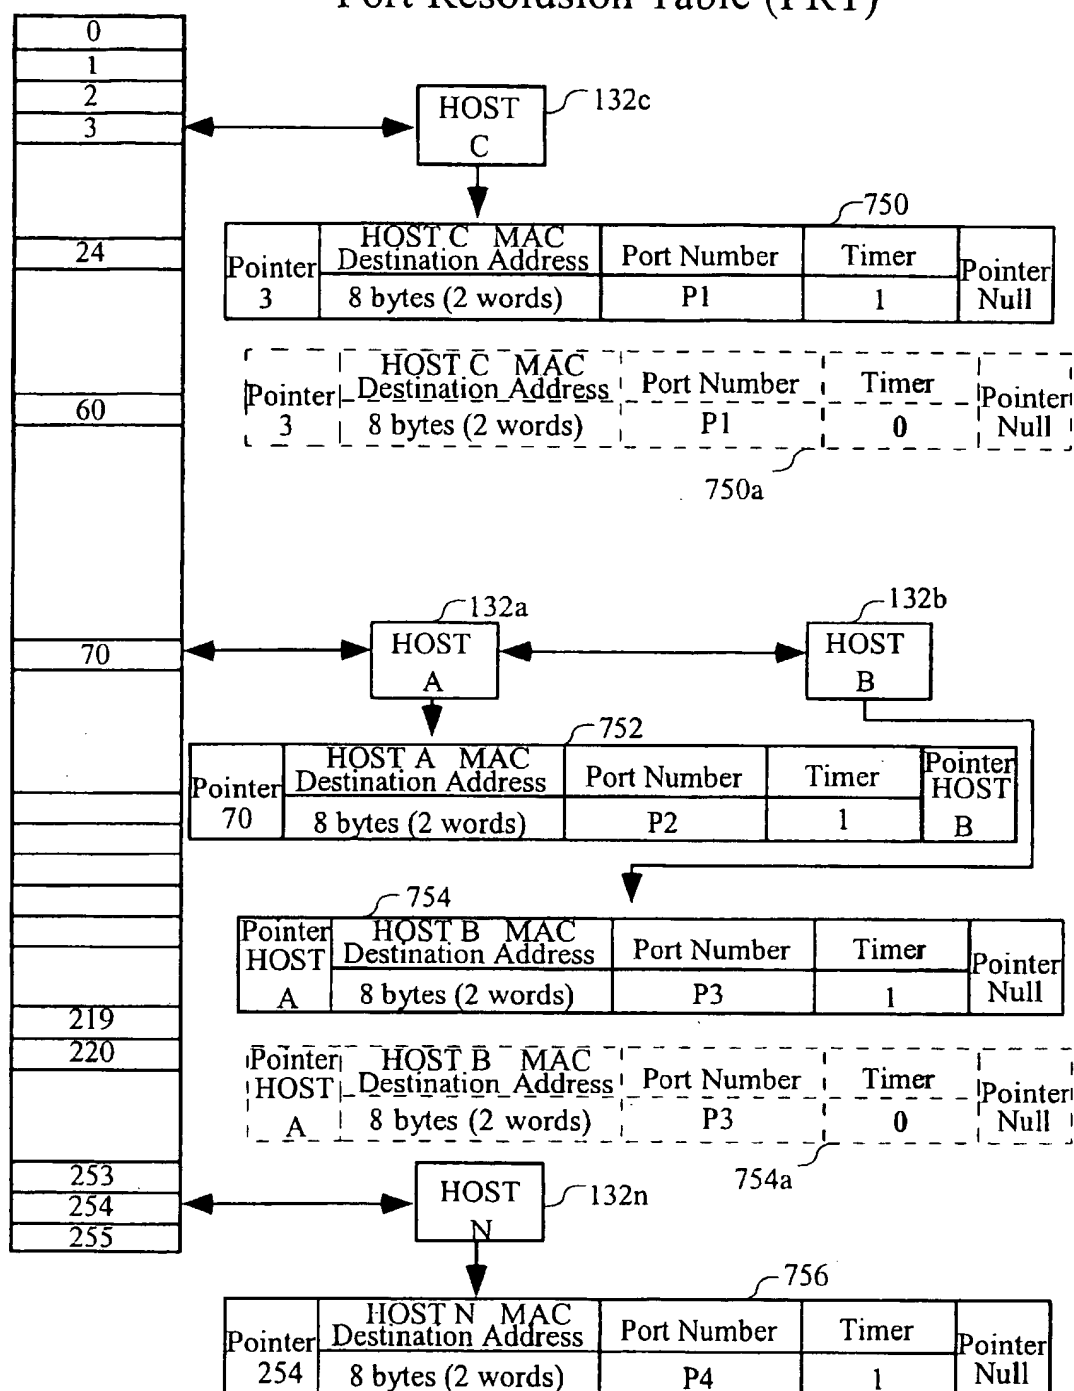 Port Resolusion Table (PRT)
0
1
2
3
HOST
C
132c
750
24
Pointer
3
HOST C MAC
Destination Address
8 bytes (2 words)
Port Number
P1
Timer
1
Pointer
Null
60
Pointer
3
HOST C MAC
Destination Address
8 bytes (2 words)
Port Number
P1
Timer
0
Pointer
Null
750a
132a
132b
70
HOST
A
HOST
B
752
Pointer
70
HOST A MAC
Destination Address
8 bytes (2 words)
Port Number
P2
Timer
1
Pointer
HOST
B
754
Pointer
HOST
A
HOST B MAC
Destination Address
8 bytes (2 words)
Port Number
P3
Timer
1
Pointer
Null
219
220
Pointer
HOST
A
HOST B MAC
Destination Address
8 bytes (2 words)
Port Number
P3
Timer
0
Pointer
Null
754a
253
254
255
HOST
N
132n
756
Pointer
254
HOST N MAC
Destination Address
8 bytes (2 words)
Port Number
P4
Timer
1
Pointer
Null